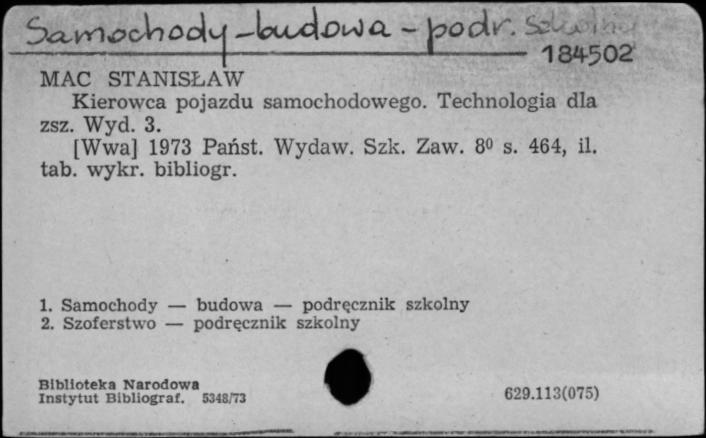 Samochody - budowa - podr. szkolny
184502
MAC STANISŁAW
Kierowca pojazdu samochodowego. Technologia dla
zsz. Wyd. 3.
[Wwa] 1973 Państ. Wydaw. Szk. Zaw. 8⁰ s. 464, il.
tab. wykr. bibliogr.
1. Samochody — budowa — podręcznik szkolny
2. Szoferstwo — podręcznik szkolny
Biblioteka Narodowa
Instytut Bibliograf. 5348/73
629.113(075)